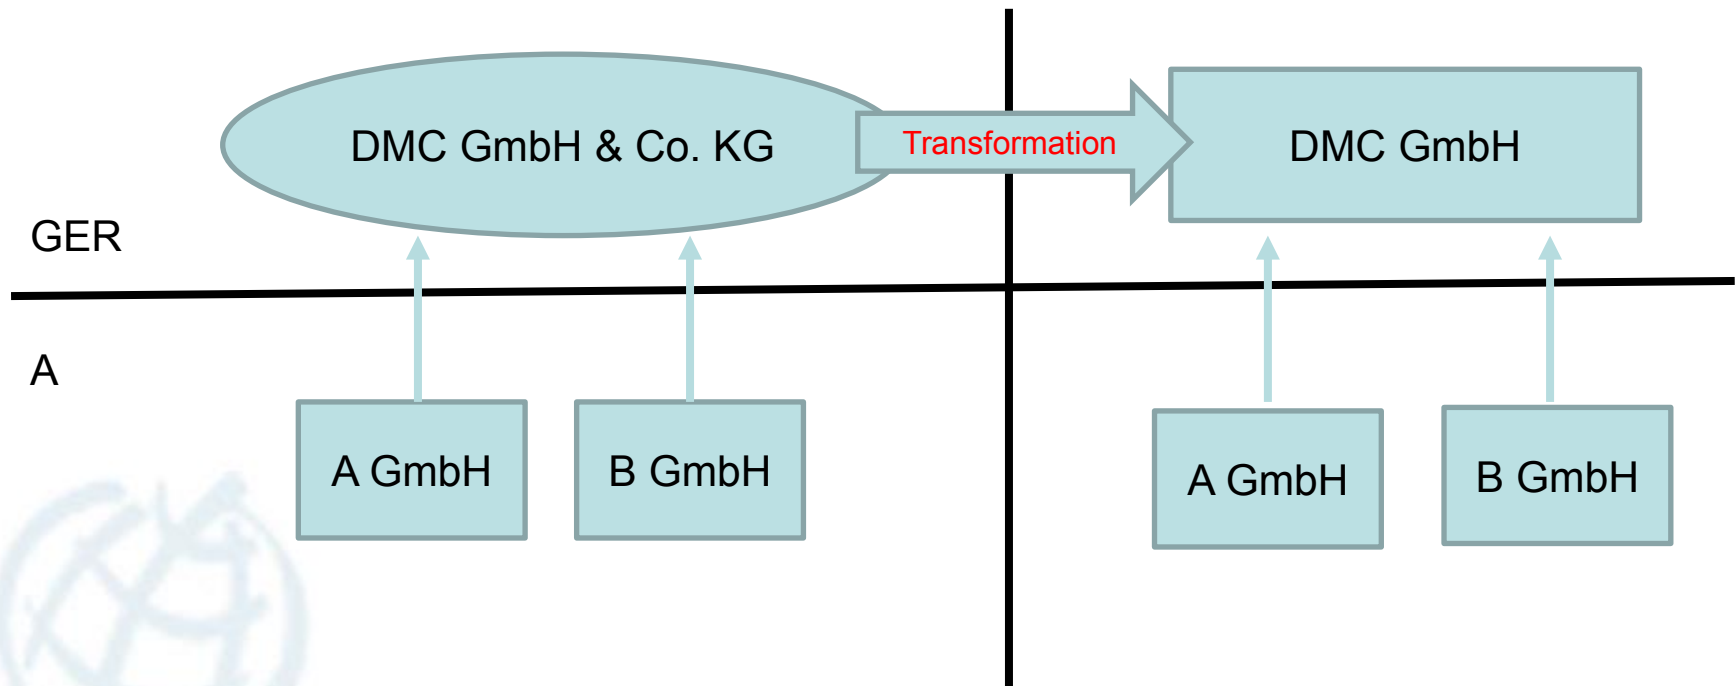 DMC GmbH & Co. KG
Transformation
DMC GmbH
GER
A
A GmbH
B GmbH
A GmbH
B GmbH